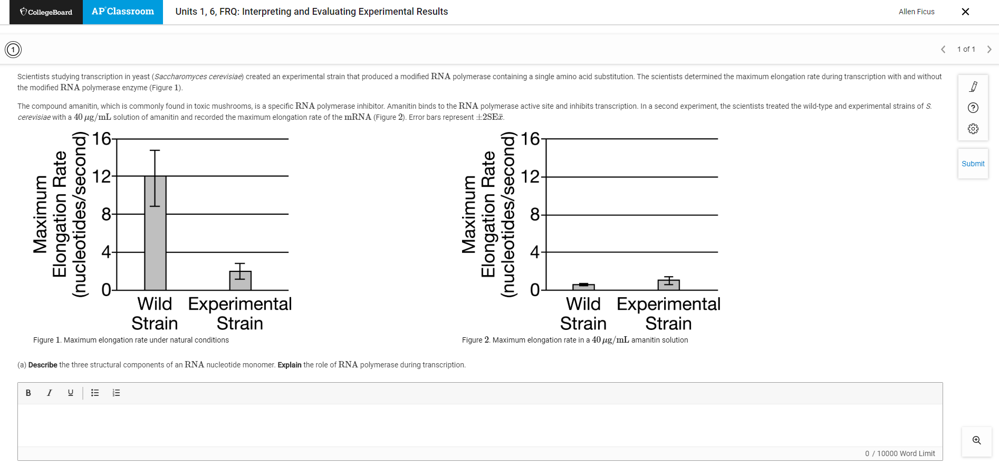 CollegeBoard
AP Classroom
Units 1, 6, FRQ: Interpreting and Evaluating Experimental Results
Allen Ficus
1
1 of 1
Scientists studying transcription in yeast (Saccharomyces cerevisiae) created an experimental strain that produced a modified RNA polymerase containing a single amino acid substitution. The scientists determined the maximum elongation rate during transcription with and without
the modified RNA polymerase enzyme (Figure 1).
The compound amanitin, which is commonly found in toxic mushrooms, is a specific RNA polymerase inhibitor. Amanitin binds to the RNA polymerase active site and inhibits transcription. In a second experiment, the scientists treated the wild-type and experimental strains of S.
cerevisiae with a 40 μg/mL solution of amanitin and recorded the maximum elongation rate of the mRNA (Figure 2). Error bars represent ±2SEx̄.
Submit
Maximum
Elongation Rate
(nucleotides/second)
16
12
8
4
0
Wild Experimental
Strain Strain
Figure 1. Maximum elongation rate under natural conditions
Maximum
Elongation Rate
(nucleotides/second)
16
12
8
4
0
Wild Experimental
Strain Strain
Figure 2. Maximum elongation rate in a 40 μg/mL amanitin solution
(a) Describe the three structural components of an RNA nucleotide monomer. Explain the role of RNA polymerase during transcription.
B I U
0 / 10000 Word Limit